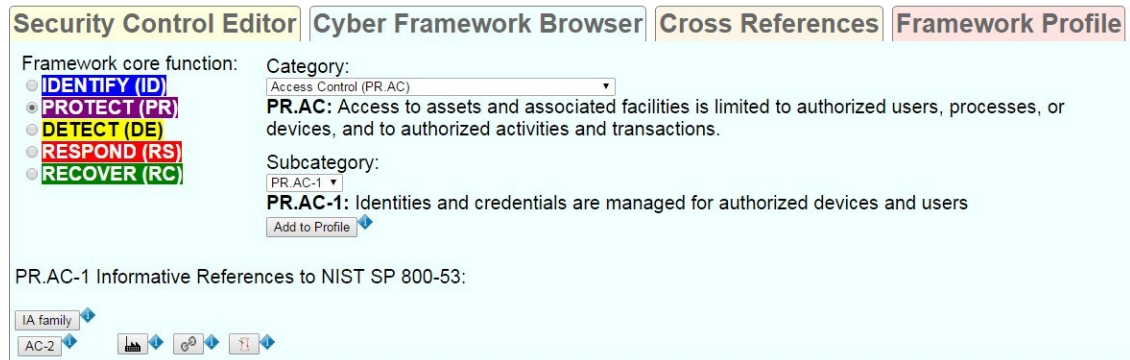 Security Control Editor
Cyber Framework Browser
Cross References
Framework Profile
Framework core function:
IDENTIFY (ID)
PROTECT (PR)
DETECT (DE)
RESPOND (RS)
RECOVER (RC)
Category:
Access Control (PR.AC)
PR.AC: Access to assets and associated facilities is limited to authorized users, processes, or
devices, and to authorized activities and transactions.
Subcategory:
PR.AC-1
PR.AC-1: Identities and credentials are managed for authorized devices and users
Add to Profile
PR.AC-1 Informative References to NIST SP 800-53:
IA family
AC-2